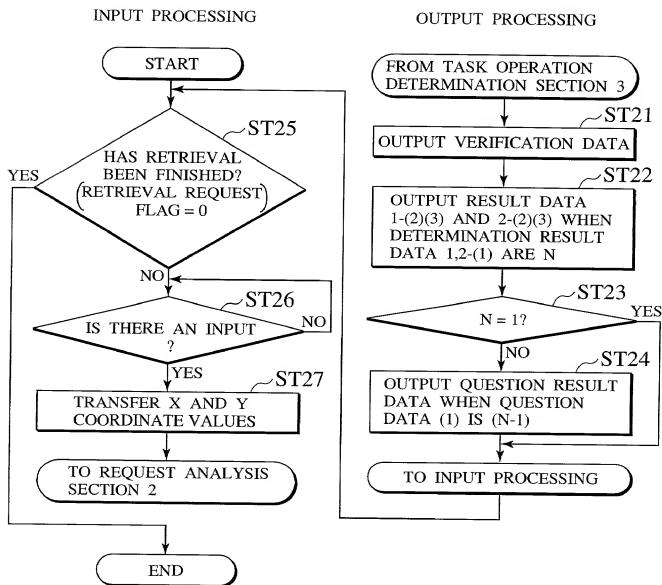 INPUT PROCESSING
START
ST25
HAS RETRIEVAL
BEEN FINISHED?
(RETRIEVAL REQUEST
FLAG = 0)
YES
NO
ST26
IS THERE AN INPUT
?
NO
YES
ST27
TRANSFER X AND Y
COORDINATE VALUES
TO REQUEST ANALYSIS
SECTION 2
END
OUTPUT PROCESSING
FROM TASK OPERATION
DETERMINATION SECTION 3
ST21
OUTPUT VERIFICATION DATA
ST22
OUTPUT RESULT DATA
1-(2)(3) AND 2-(2)(3) WHEN
DETERMINATION RESULT
DATA 1,2-(1) ARE N
ST23
N = 1?
YES
NO
ST24
OUTPUT QUESTION RESULT
DATA WHEN QUESTION
DATA (1) IS (N-1)
TO INPUT PROCESSING